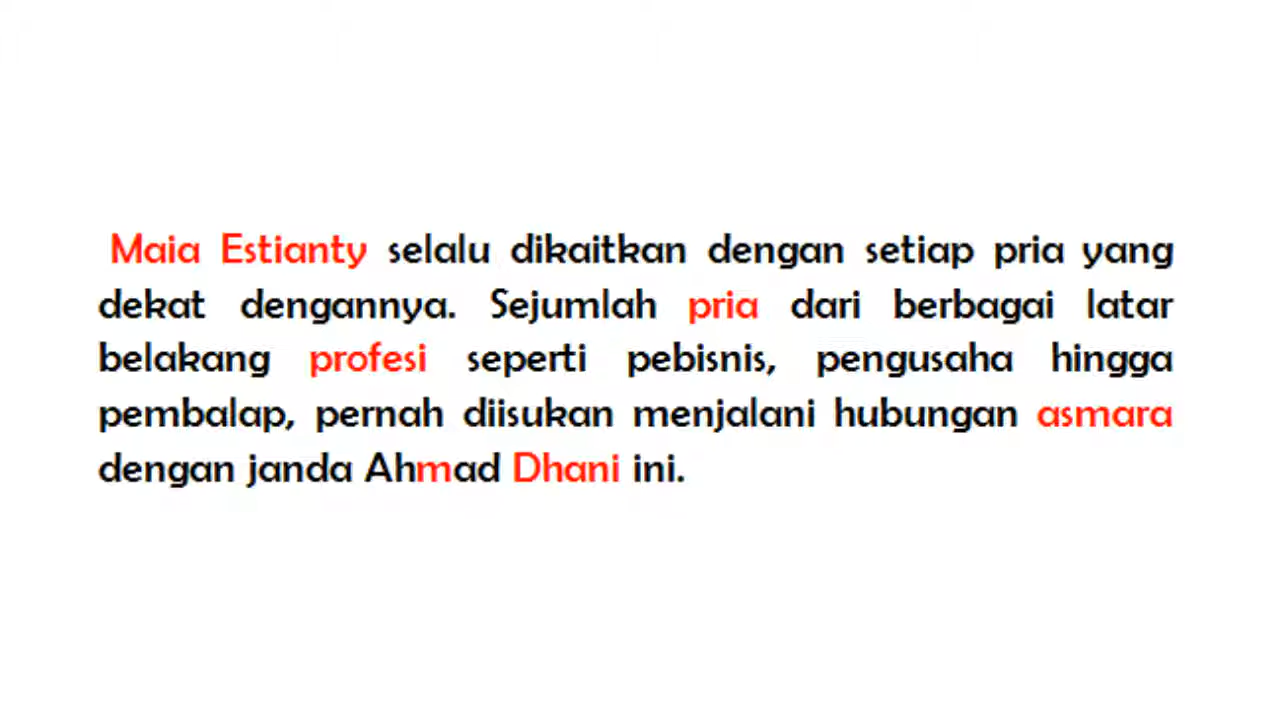 Maia Estianty selalu dikaitkan dengan setiap pria yang
dekat dengannya. Sejumlah pria dari berbagai latar
belakang profesi seperti pebisnis, pengusaha hingga
pembalap, pernah diisukan menjalani hubungan asmara
dengan janda Ahmad Dhani ini.